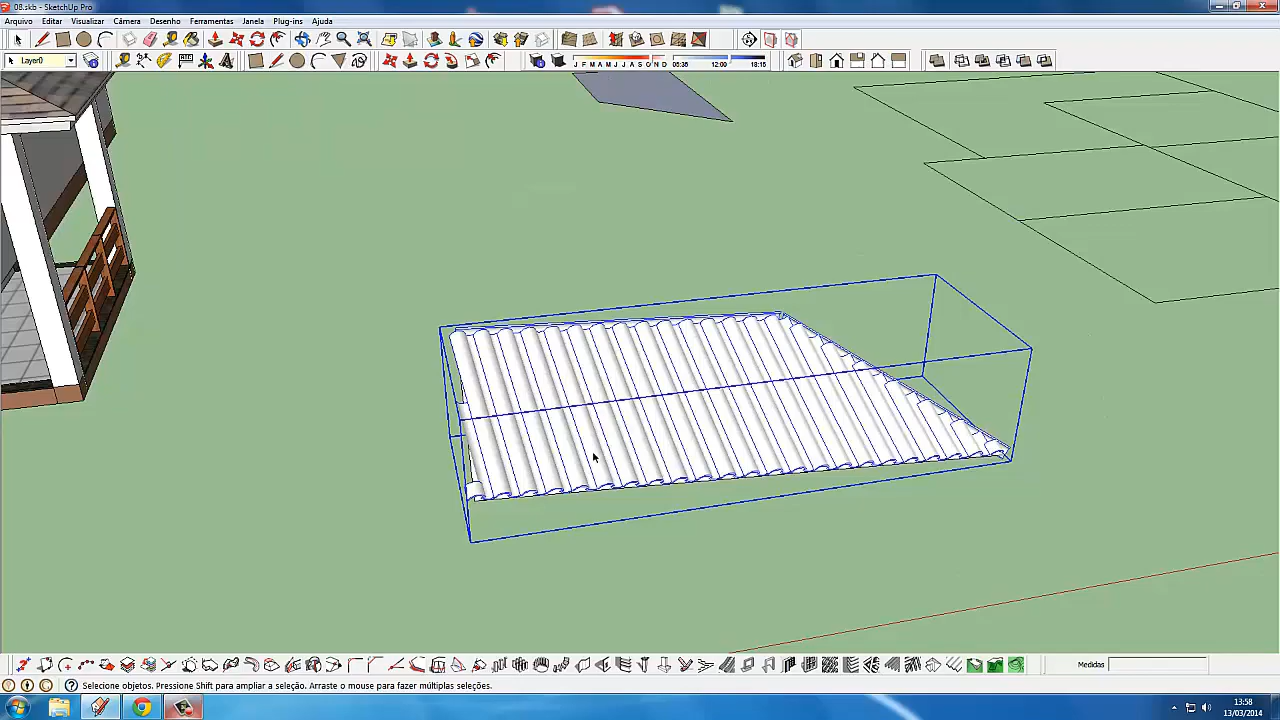 08.skb - SketchUp Pro
Arquivo Editar Visualizar Câmera Desenho Ferramentas Janela Plug-ins Ajuda
Layer0
J F M A M J J A S O N D 06:36 12:00 18:15
Medidas
Selecione objetos. Pressione Shift para ampliar a seleção. Arraste o mouse para fazer múltiplas seleções.
13:58
13/03/2014